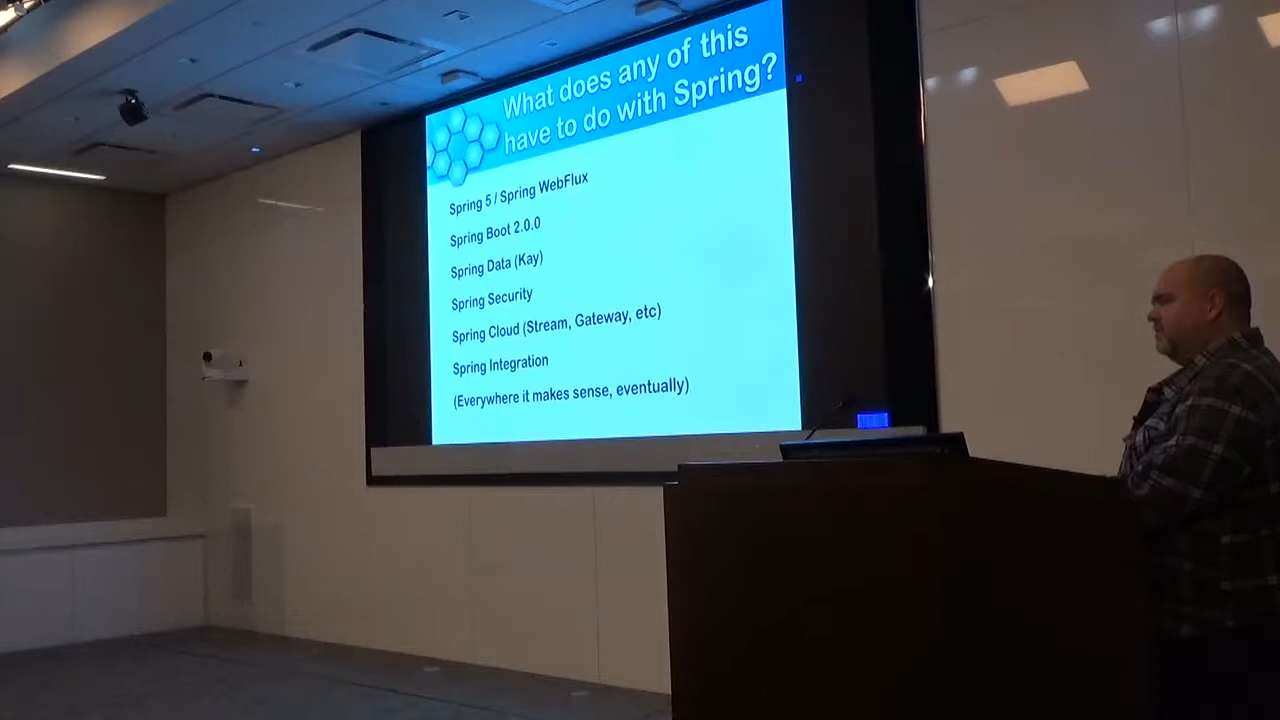 What does any of this
have to do with Spring?
Spring 5 / Spring WebFlux
Spring Boot 2.0.0
Spring Data (Kay)
Spring Security
Spring Cloud (Stream, Gateway, etc)
Spring Integration
(Everywhere it makes sense, eventually)